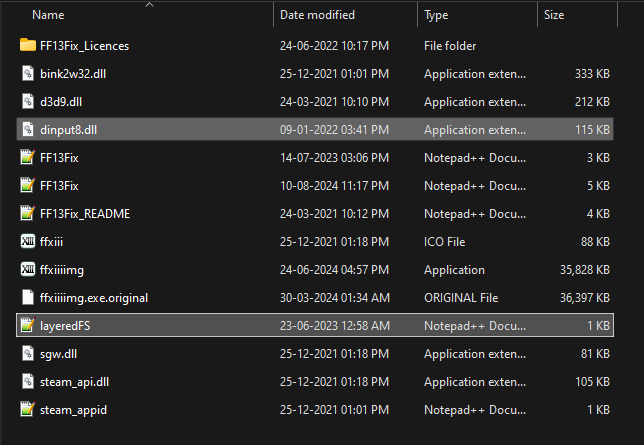 Name Date modified Type Size
FF13Fix_Licences 24-06-2022 10:17 PM File folder
bink2w32.dll 25-12-2021 01:01 PM Application exten... 333 KB
d3d9.dll 24-03-2021 10:10 PM Application exten... 212 KB
dinput8.dll 09-01-2022 03:41 PM Application exten... 115 KB
FF13Fix 14-07-2023 03:06 PM Notepad++ Docu... 3 KB
FF13Fix 10-08-2024 11:17 PM Notepad++ Docu... 5 KB
FF13Fix_README 24-03-2021 10:12 PM Notepad++ Docu... 4 KB
XIII ffxiii 25-12-2021 01:18 PM ICO File 88 KB
XIII ffxiiiimg 24-06-2024 04:57 PM Application 35,828 KB
ffxiiiimg.exe.original 30-03-2024 01:34 AM ORIGINAL File 36,397 KB
layeredFS 23-06-2023 12:58 AM Notepad++ Docu... 1 KB
sgw.dll 25-12-2021 01:18 PM Application exten... 81 KB
steam_api.dll 25-12-2021 01:18 PM Application exten... 105 KB
steam_appid 25-12-2021 01:01 PM Notepad++ Docu... 1 KB